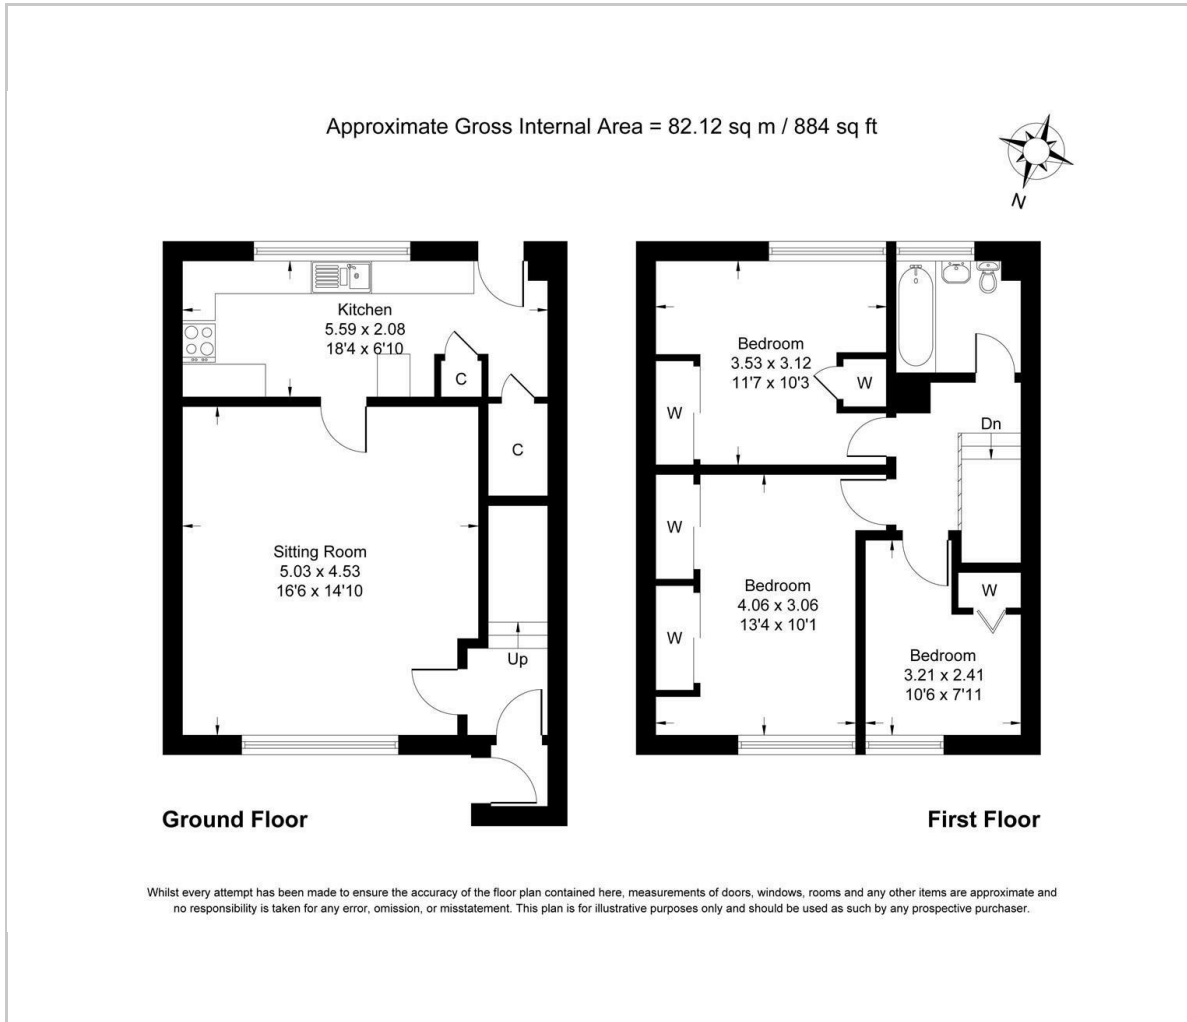 Approximate Gross Internal Area = 82.12 sq m / 884 sq ft
N
Kitchen
5.59 x 2.08
18'4 x 6'10
C
C
Sitting Room
5.03 x 4.53
16'6 x 14'10
Up
Ground Floor
Bedroom
3.53 x 3.12
11'7 x 10'3
W
W
Dn
W
W
Bedroom
4.06 x 3.06
13'4 x 10'1
W
Bedroom
3.21 x 2.41
10'6 x 7'11
First Floor
Whilst every attempt has been made to ensure the accuracy of the floor plan contained here, measurements of doors, windows, rooms and any other items are approximate and
no responsibility is taken for any error, omission, or misstatement. This plan is for illustrative purposes only and should be used as such by any prospective purchaser.